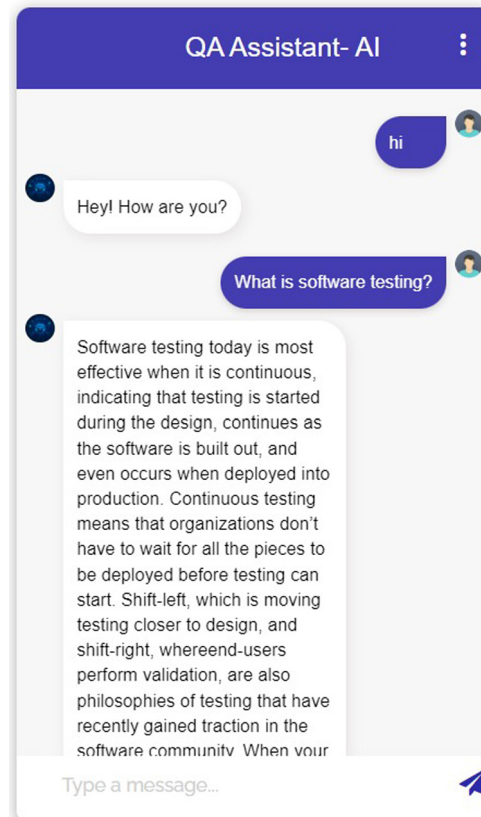 QA Assistant- AI
hi
Hey! How are you?
What is software testing?
Software testing today is most
effective when it is continuous,
indicating that testing is started
during the design, continues as
the software is built out, and
even occurs when deployed into
production. Continuous testing
means that organizations don’t
have to wait for all the pieces to
be deployed before testing can
start. Shift-left, which is moving
testing closer to design, and
shift-right, whereend-users
perform validation, are also
philosophies of testing that have
recently gained traction in the
software community. When your
Type a message...